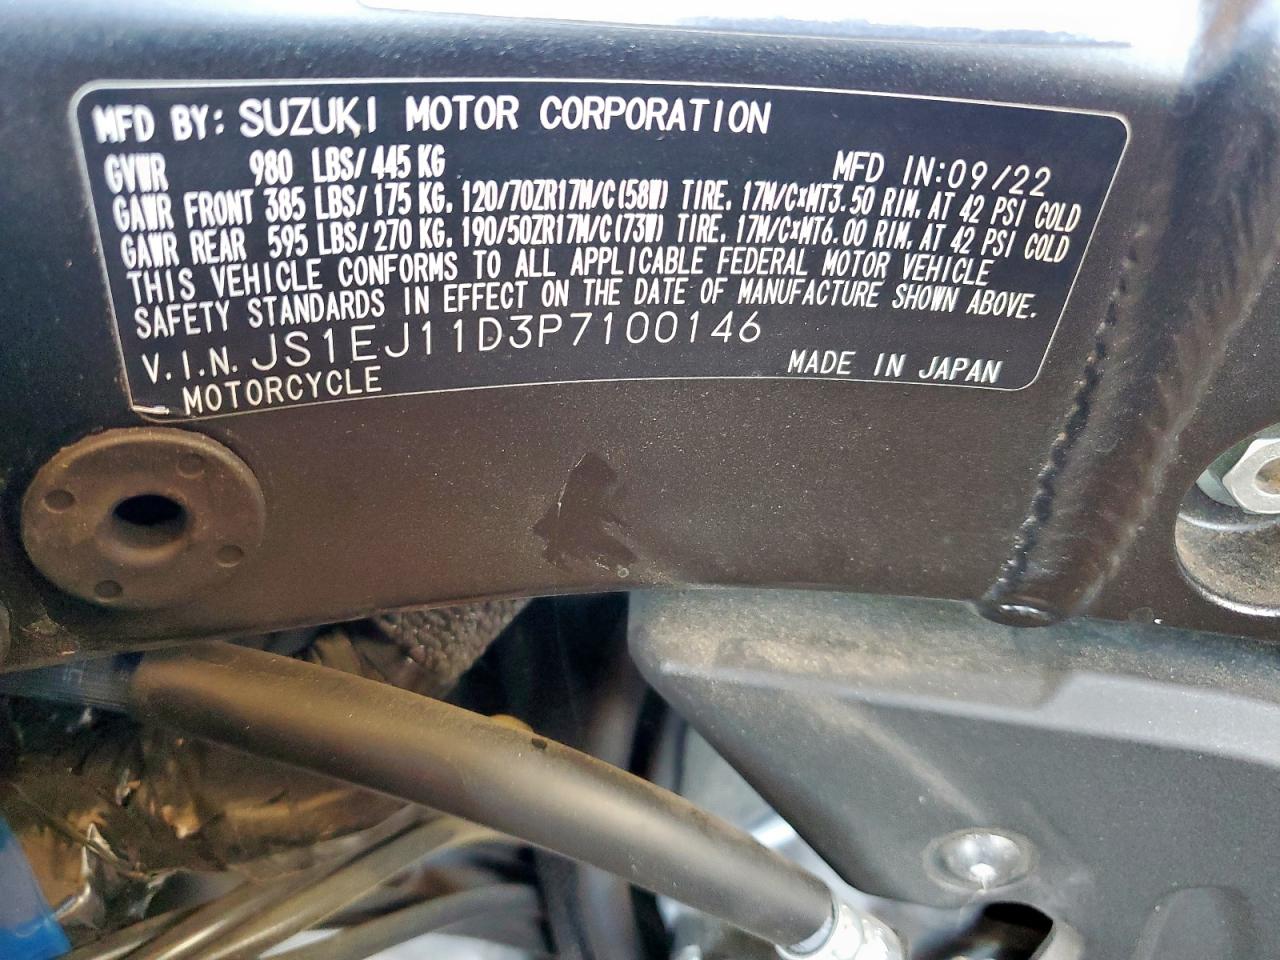 MFD BY: SUZUKI MOTOR CORPORATION
GVWR 980 LBS/445 KG MFD IN:09/22
GAWR FRONT 385 LBS/175 KG. 120/70ZR17M/C(58W) TIRE. 17M/CxMT3.50 RIM. AT 42 PSI COLD
GAWR REAR 595 LBS/270 KG. 190/50ZR17M/C(73W) TIRE. 17M/CxMT6.00 RIM. AT 42 PSI COLD
THIS VEHICLE CONFORMS TO ALL APPLICABLE FEDERAL MOTOR VEHICLE
SAFETY STANDARDS IN EFFECT ON THE DATE OF MANUFACTURE SHOWN ABOVE.
V.I.N. JS1EJ11D3P7100146
MOTORCYCLE MADE IN JAPAN